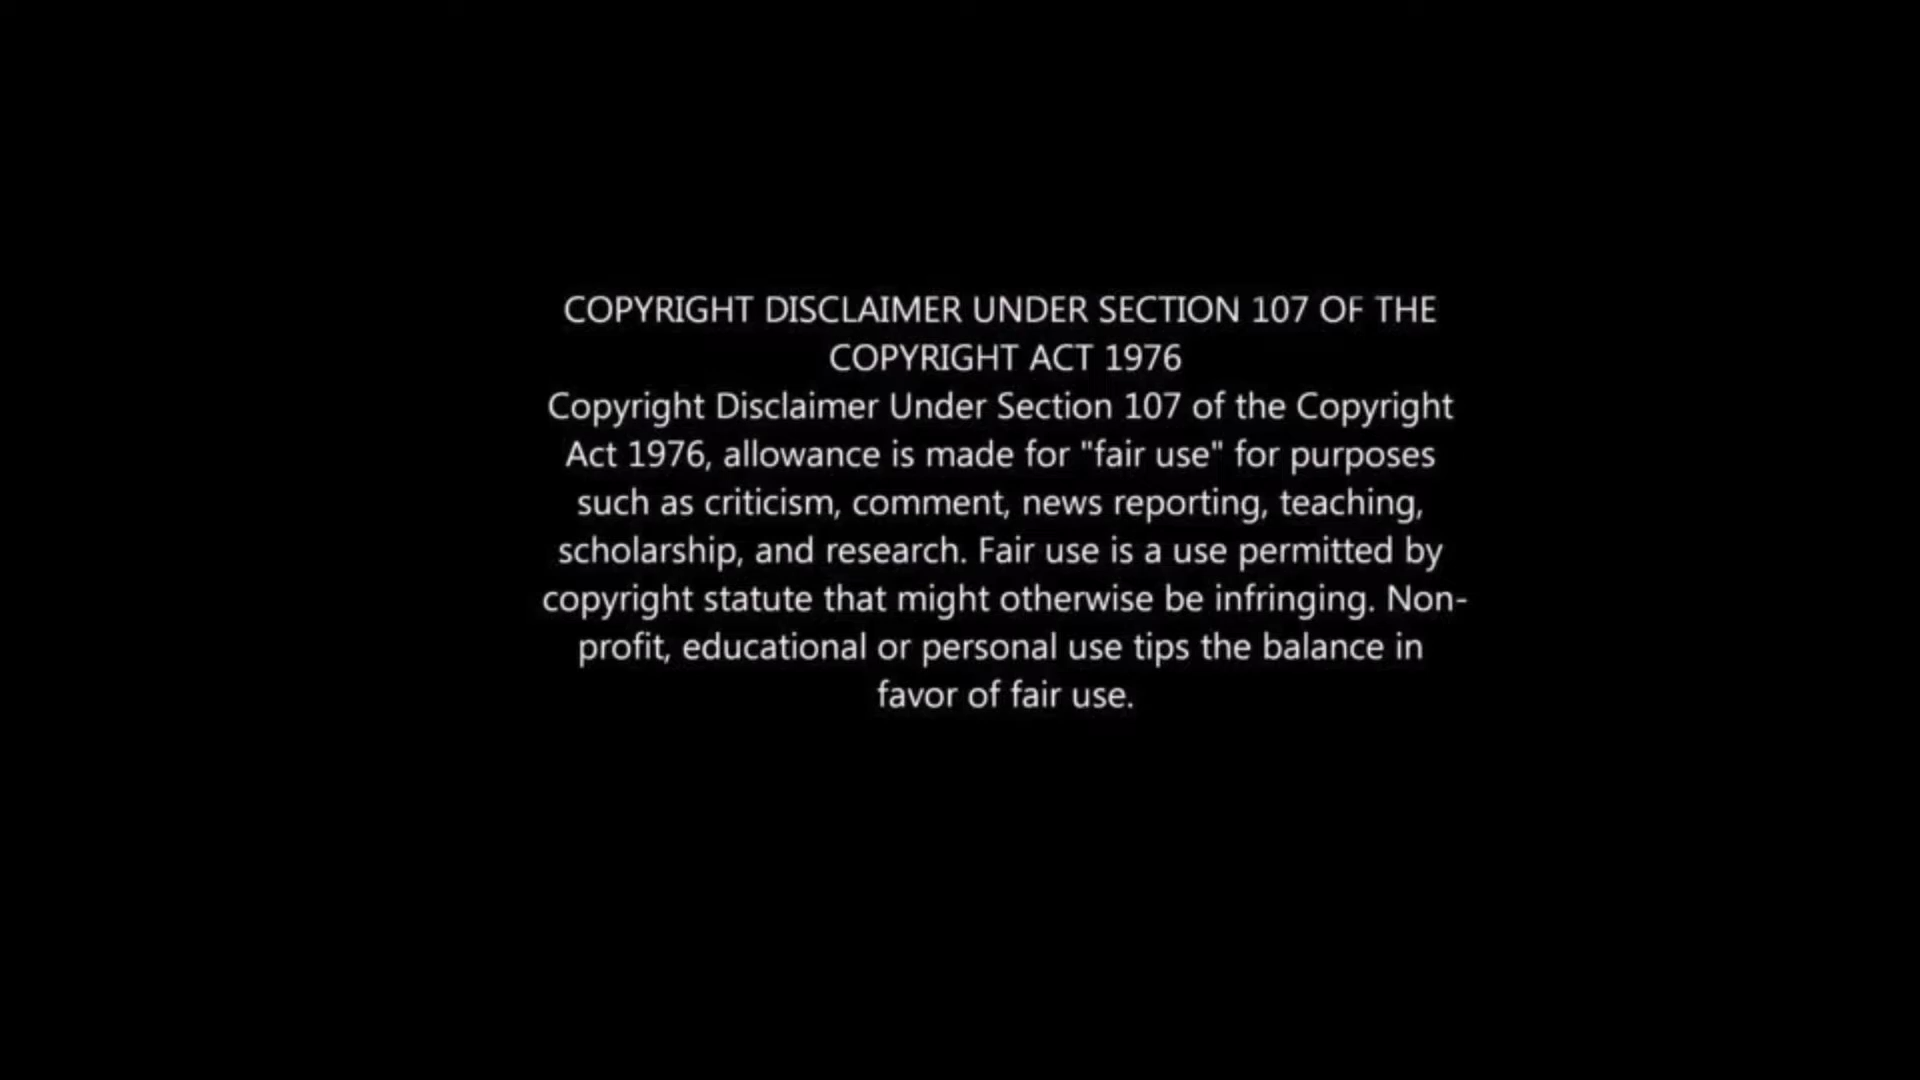 COPYRIGHT DISCLAIMER UNDER SECTION 107 OF THE
COPYRIGHT ACT 1976
Copyright Disclaimer Under Section 107 of the Copyright
Act 1976, allowance is made for "fair use" for purposes
such as criticism, comment, news reporting, teaching,
scholarship, and research. Fair use is a use permitted by
copyright statute that might otherwise be infringing. Non-
profit, educational or personal use tips the balance in
favor of fair use.